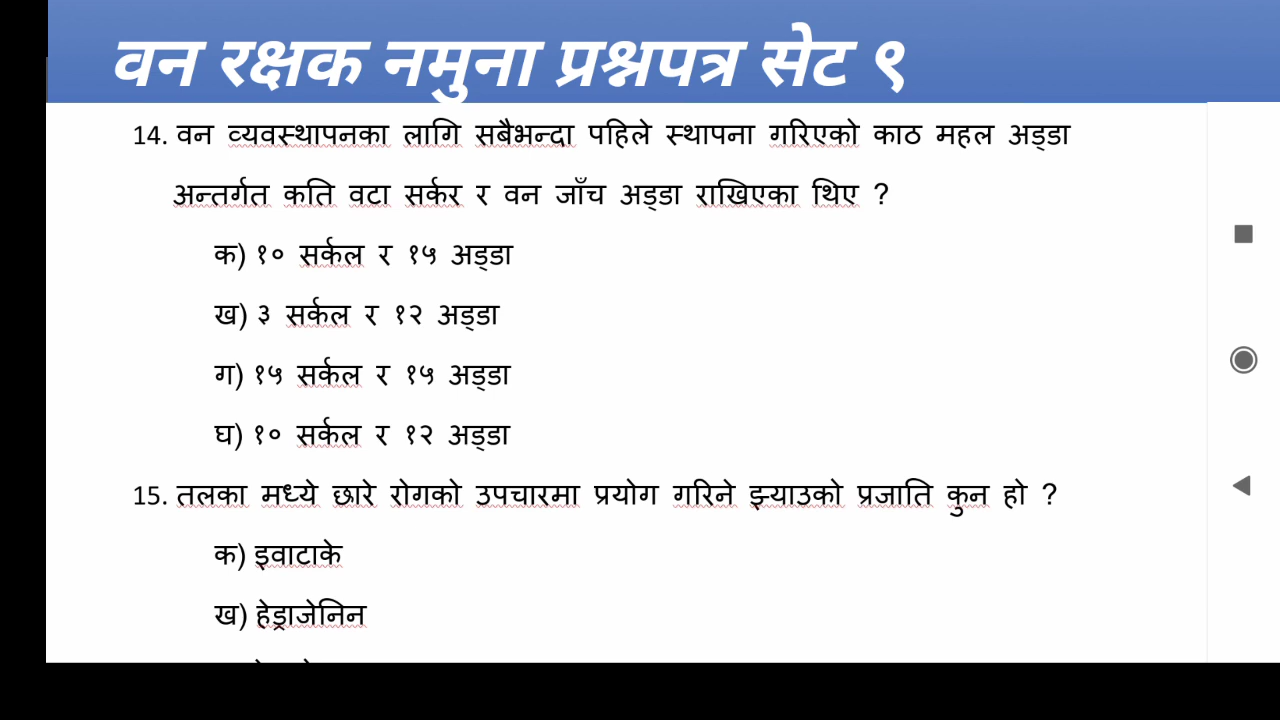 वन रक्षक नमुना प्रश्नपत्र सेट ९
14. वन व्यवस्थापनका लागि सबैभन्दा पहिले स्थापना गरिएको काठ महल अड्डा
अन्तर्गत कति वटा सर्कर र वन जाँच अड्डा राखिएका थिए ?
क) १० सर्कल र १५ अड्डा
ख) ३ सर्कल र १२ अड्डा
ग) १५ सर्कल र १५ अड्डा
घ) १० सर्कल र १२ अड्डा
15. तलका मध्ये छारे रोगको उपचारमा प्रयोग गरिने झ्याउको प्रजाति कुन हो ?
क) इवाटाके
ख) हेड्राजेनिन